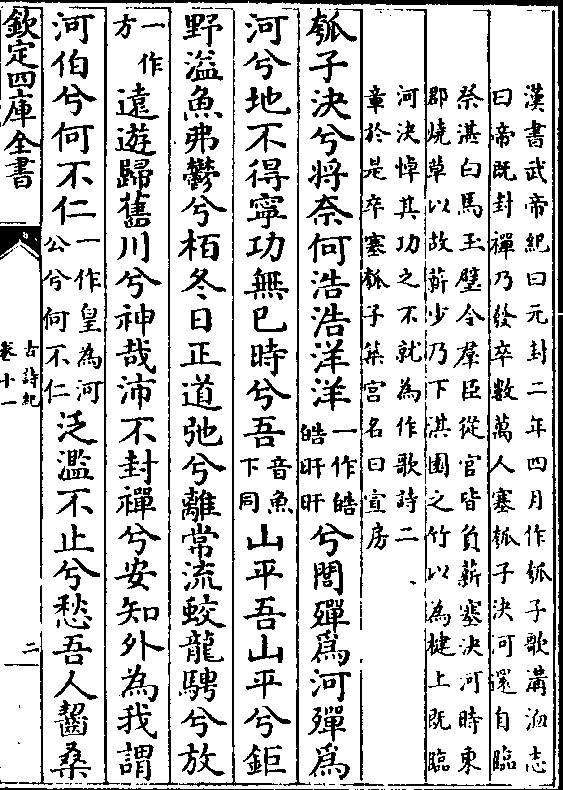 漢書武帝紀曰元封二年四月作瓠子歌溝洫志
曰帝既封禪乃發卒數萬人塞瓠子決河還自臨
祭湛白馬玉璧令羣臣從官皆負薪塞決河時東
郡燒草以故薪少乃下淇園之竹以為楗上既臨
河決悼其功之不就為作歌詩二
章於是卒塞瓠子築宮名曰宣房
瓠子決兮將奈何浩浩洋洋一作皓皓旰旰兮閭殫為河殫為
河兮地不得寧功無已時兮吾音魚下同山平吾山平兮鉅
野溢魚弗鬱兮栢冬日正道弛兮離常流蛟龍騁兮放
一作方遠遊歸舊川兮神哉沛不封禪兮安知外為我謂
河伯兮何不仁一作皇為河公兮何不仁泛濫不止兮愁吾人齧桑
欽定四庫全書
古詩紀
卷十一
二